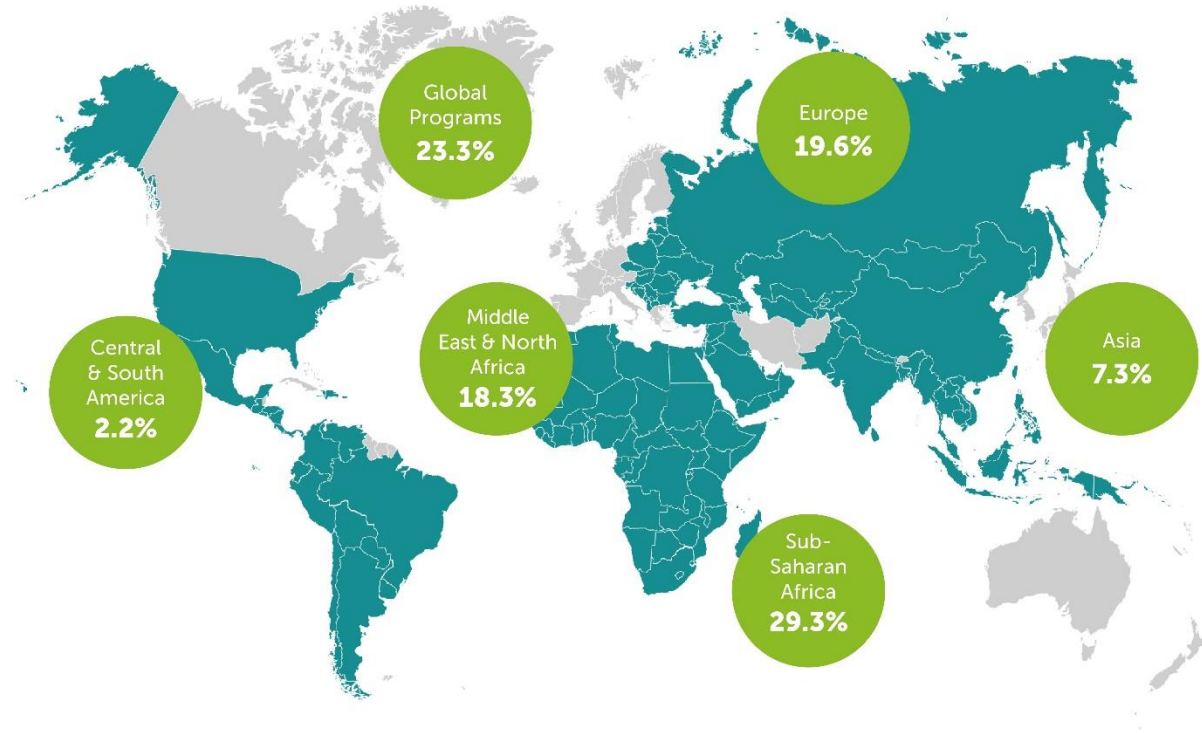 Global
Programs
23.3%
Europe
19.6%
Middle
East & North
Africa
18.3%
Central
& South
America
2.2%
Asia
7.3%
Sub-
Saharan
Africa
29.3%